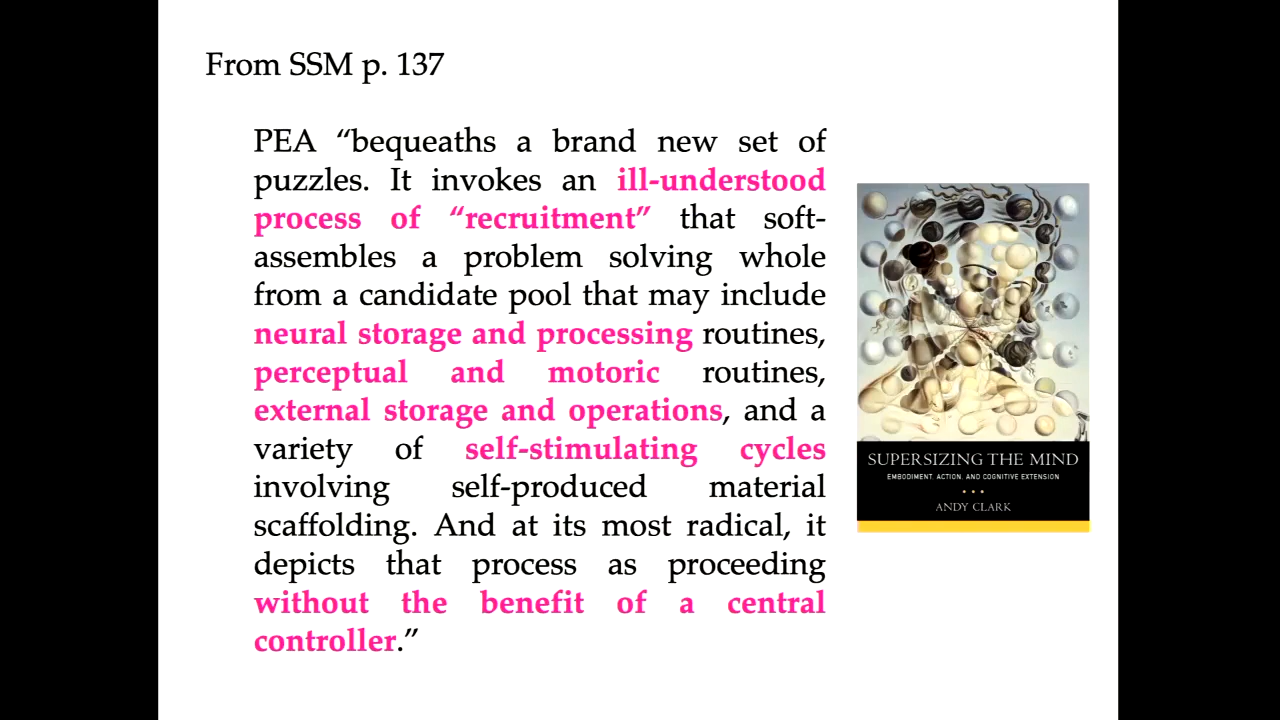 From SSM p. 137
PEA “bequeaths a brand new set of
puzzles. It invokes an ill-understood
process of “recruitment” that soft-
assembles a problem solving whole
from a candidate pool that may include
neural storage and processing routines,
perceptual and motoric routines,
external storage and operations, and a
variety of self-stimulating cycles
involving self-produced material
scaffolding. And at its most radical, it
depicts that process as proceeding
without the benefit of a central
controller.”
SUPERSIZING THE MIND
EMBODIMENT, ACTION, AND COGNITIVE EXTENSION
ANDY CLARK